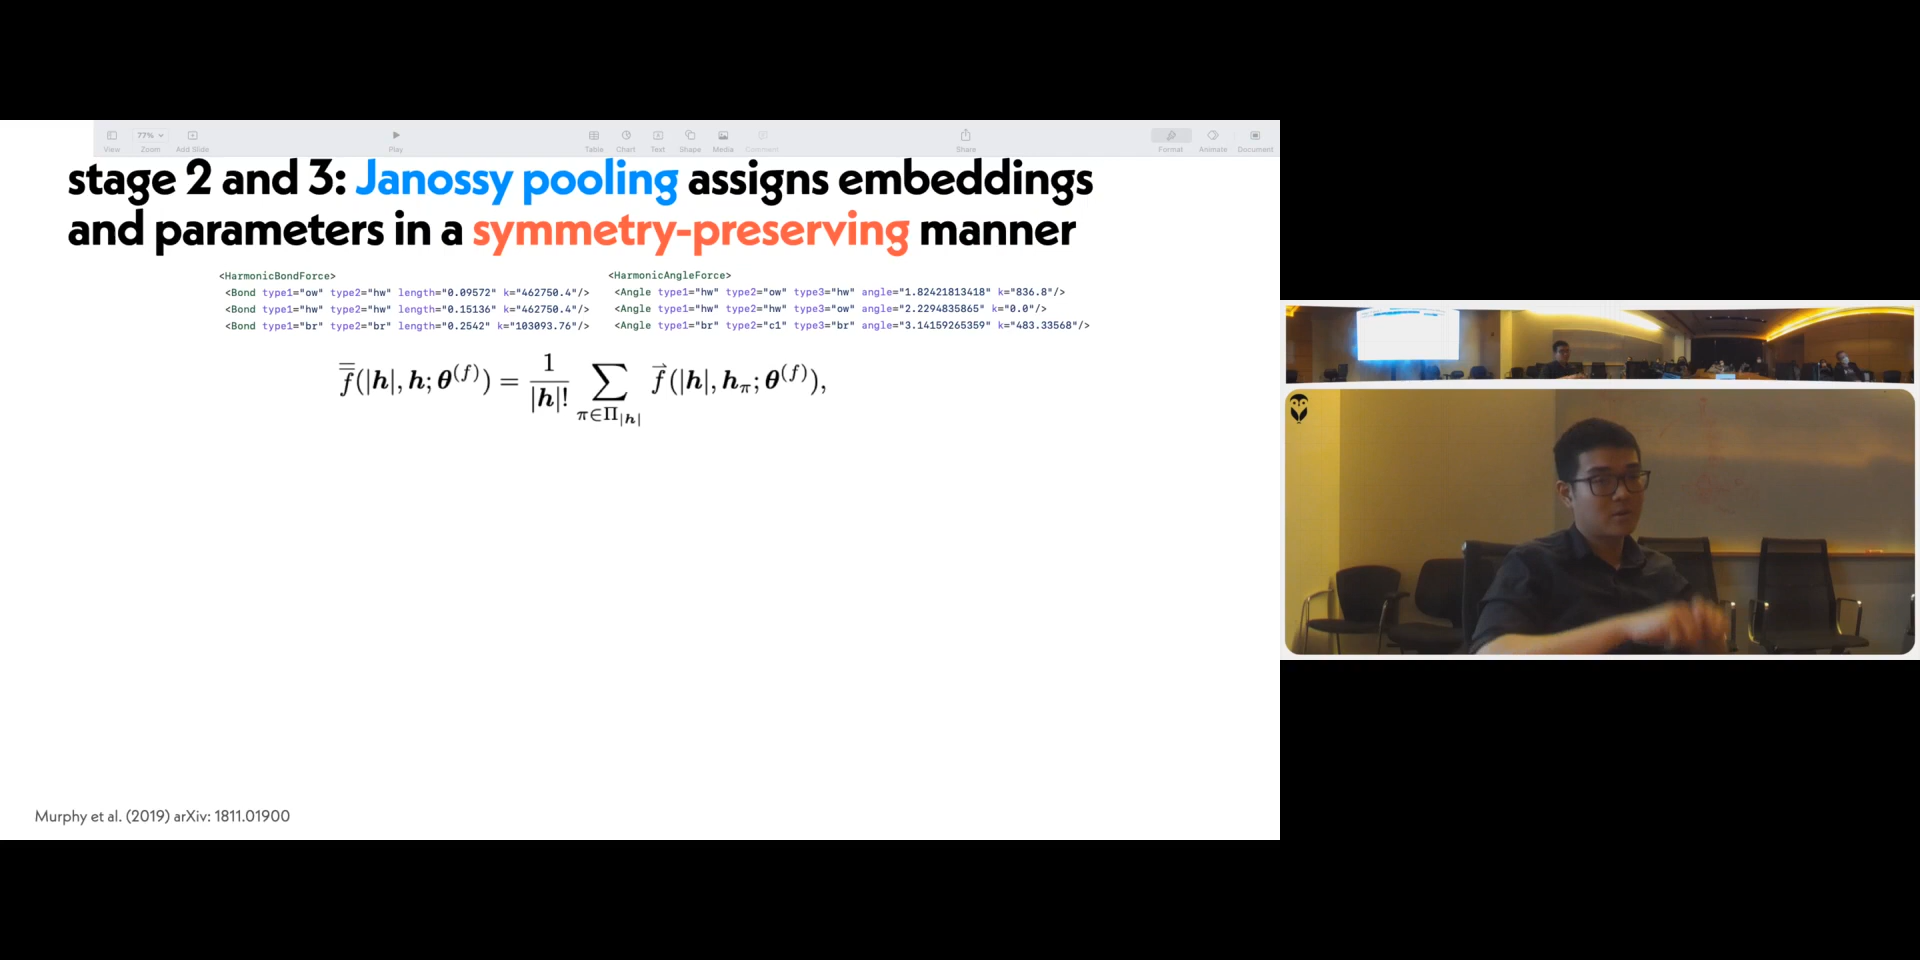 View
77%
Zoom
Add Slide
Play
Table
Chart
Text
Shape
Media
Comment
Share
Format
Animate
Document
stage 2 and 3: Janossy pooling assigns embeddings
and parameters in a symmetry-preserving manner
<HarmonicBondForce>
<Bond type1="ow" type2="hw" length="0.09572" k="462750.4"/>
<Bond type1="hw" type2="hw" length="0.15136" k="462750.4"/>
<Bond type1="br" type2="br" length="0.2542" k="103093.76"/>
<HarmonicAngleForce>
<Angle type1="hw" type2="ow" type3="hw" angle="1.82421813418" k="836.8"/>
<Angle type1="hw" type2="hw" type3="ow" angle="2.2294835865" k="0.0"/>
<Angle type1="br" type2="c1" type3="br" angle="3.14159265359" k="483.33568"/>
f̿(|h|, h; θ^(f)) = 1/|h|! ∑_{π∈Π_|h|} f⃗(|h|, h_π; θ^(f)),
Murphy et al. (2019) arXiv: 1811.01900